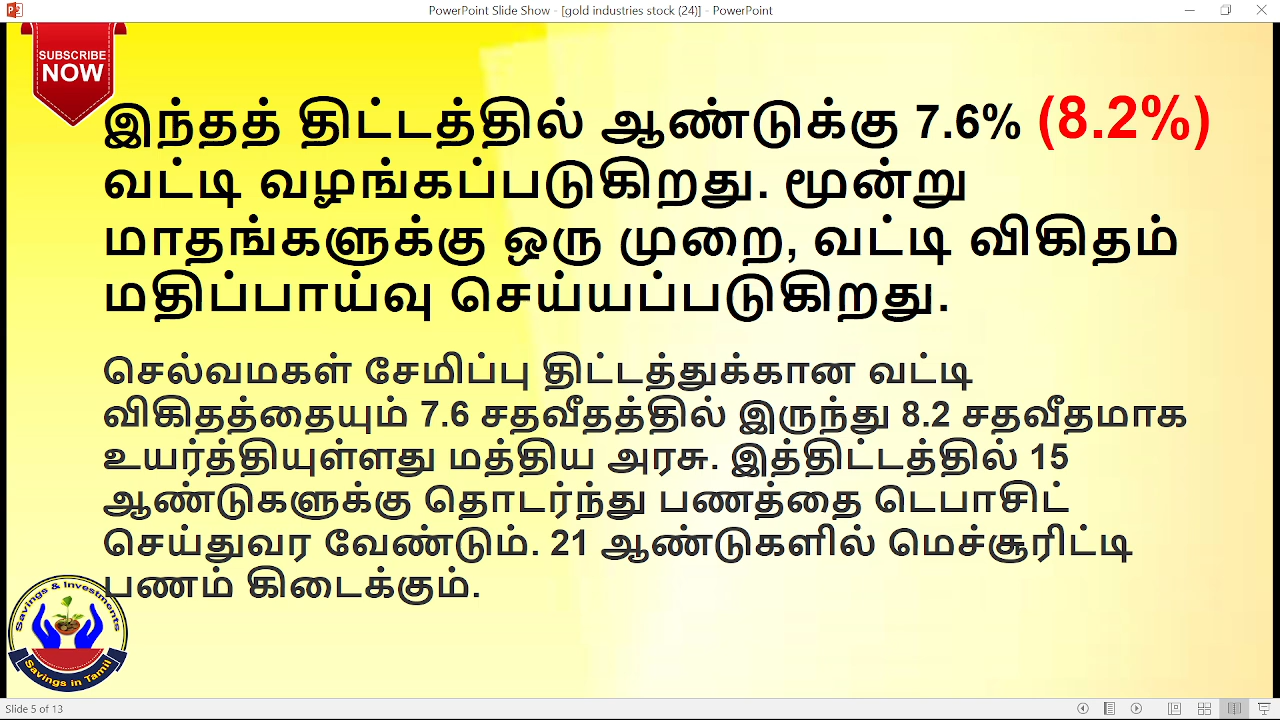 PowerPoint Slide Show - [gold industries stock (24)] - PowerPoint
SUBSCRIBE
NOW
இந்தத் திட்டத்தில் ஆண்டுக்கு 7.6% (8.2%)
வட்டி வழங்கப்படுகிறது. மூன்று
மாதங்களுக்கு ஒரு முறை, வட்டி விகிதம்
மதிப்பாய்வு செய்யப்படுகிறது.
செல்வமகள் சேமிப்பு திட்டத்துக்கான வட்டி
விகிதத்தையும் 7.6 சதவீதத்தில் இருந்து 8.2 சதவீதமாக
உயர்த்தியுள்ளது மத்திய அரசு. இத்திட்டத்தில் 15
ஆண்டுகளுக்கு தொடர்ந்து பணத்தை டெபாசிட்
செய்துவர வேண்டும். 21 ஆண்டுகளில் மெச்சூரிட்டி
பணம் கிடைக்கும்.
Savings & Investments
Savings in Tamil
Slide 5 of 13